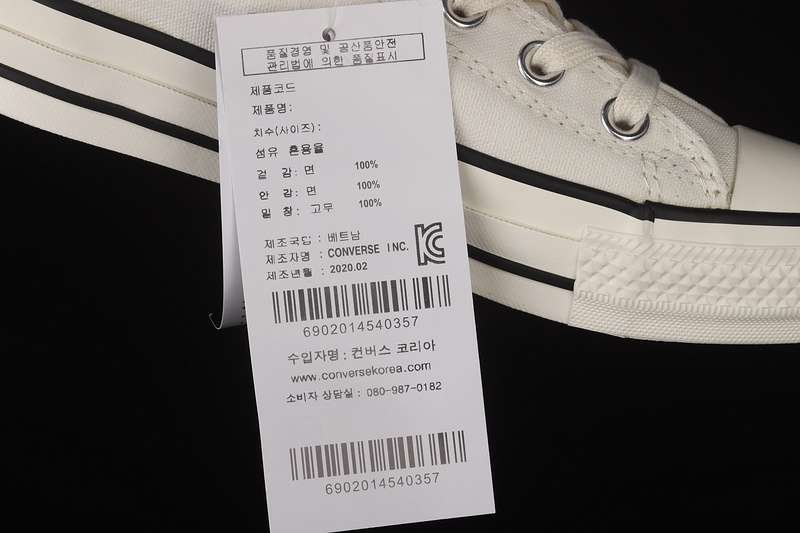 품질경영 및 공산품안전
관리법에 의한 품질표시
제품코드
제품명:
치수(사이즈):
섬유 혼용율
겉 감: 면 100%
안 감: 면 100%
밑 창: 고무 100%
제조국명 : 베트남
제조자명 : CONVERSE INC.
제조년월 : 2020.02
6902014540357
수입자명 : 컨버스 코리아
www.conversekorea.com
소비자 상담실 : 080-987-0182
6902014540357